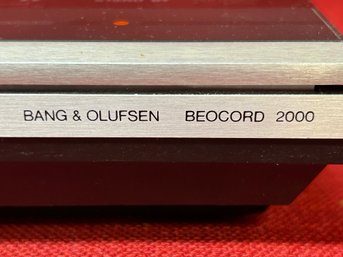 BANG & OLUFSEN BEOCORD 2000